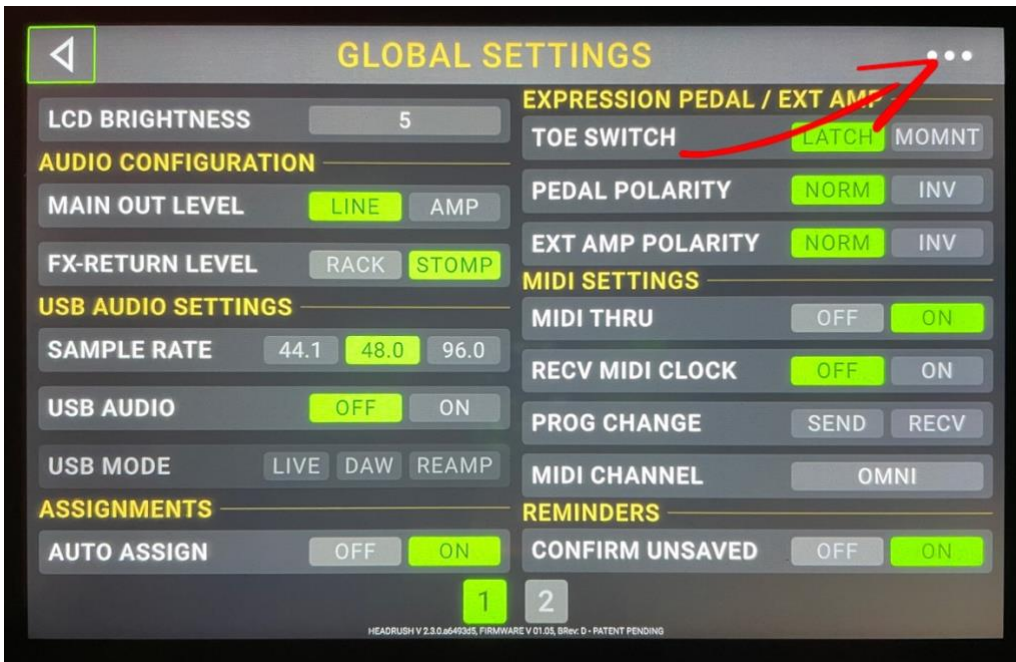 GLOBAL SETTINGS
LCD BRIGHTNESS 5
AUDIO CONFIGURATION
MAIN OUT LEVEL LINE AMP
FX-RETURN LEVEL RACK STOMP
USB AUDIO SETTINGS
SAMPLE RATE 44.1 48.0 96.0
USB AUDIO OFF ON
USB MODE LIVE DAW REAMP
ASSIGNMENTS
AUTO ASSIGN OFF ON
EXPRESSION PEDAL / EXT AMP
TOE SWITCH LATCH MOMNT
PEDAL POLARITY NORM INV
EXT AMP POLARITY NORM INV
MIDI SETTINGS
MIDI THRU OFF ON
RECV MIDI CLOCK OFF ON
PROG CHANGE SEND RECV
MIDI CHANNEL OMNI
REMINDERS
CONFIRM UNSAVED OFF ON
1 2
HEADRUSH V 2.3.0.a6493d5, FIRMWARE V 01.05, BRev: D - PATENT PENDING